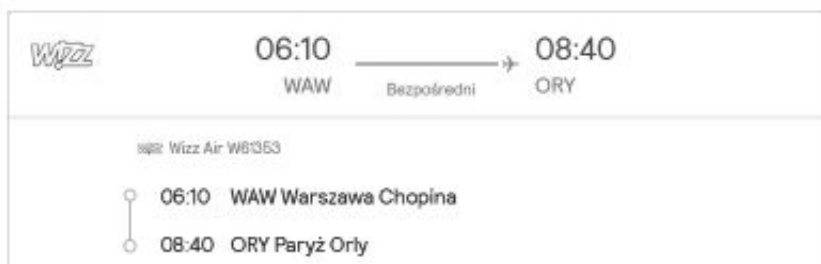 WIZZ
06:10 08:40
WAW Bezpośredni ORY
Wizz Air W61353
06:10 WAW Warszawa Chopina
08:40 ORY Paryż Orly